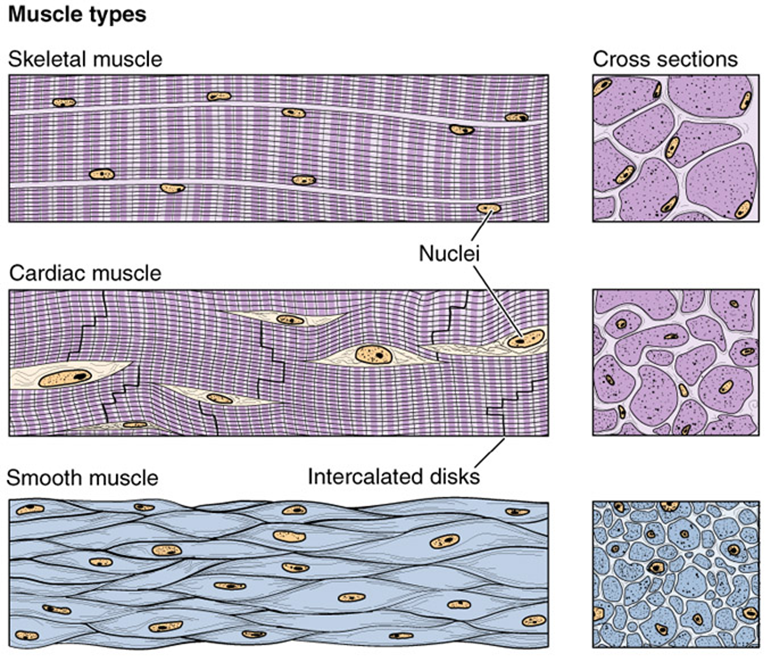 Muscle types
Skeletal muscle
Cross sections
Nuclei
Cardiac muscle
Intercalated disks
Smooth muscle